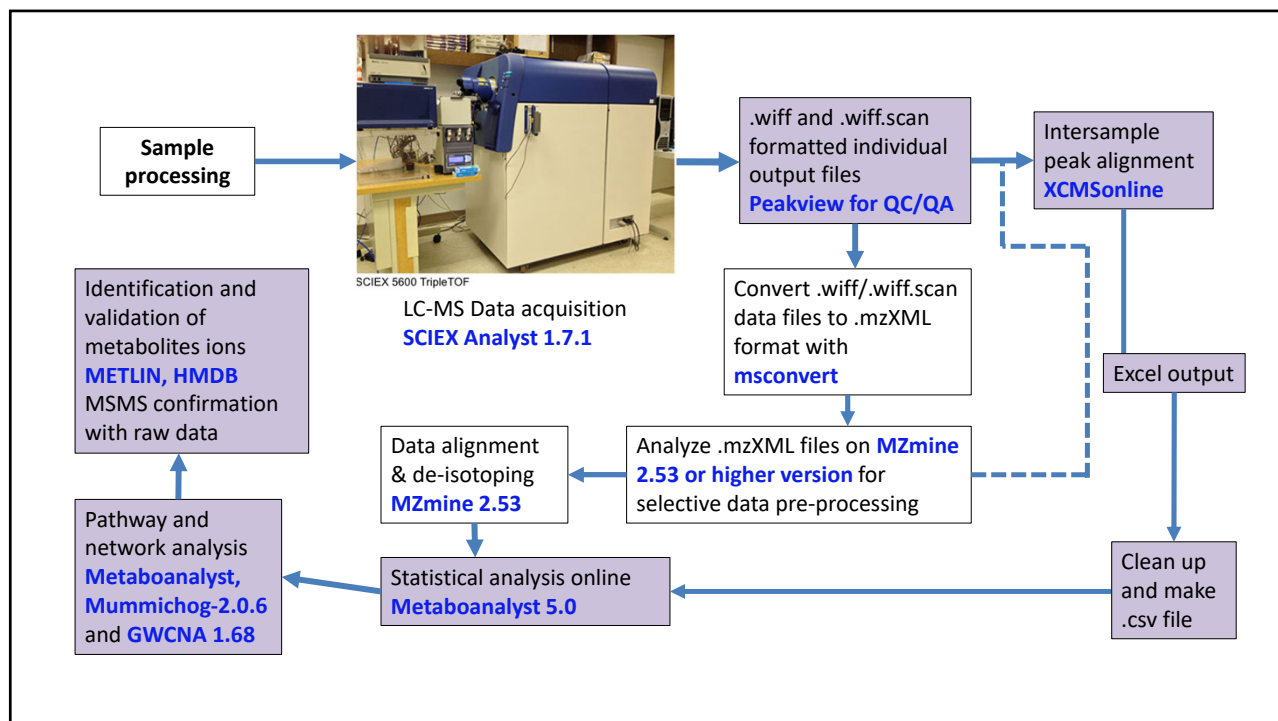 Sample
processing
SCIEX 5600 TripleTOF
LC-MS Data acquisition
SCIEX Analyst 1.7.1
.wiff and .wiff.scan
formatted individual
output files
Peakview for QC/QA
Intersample
peak alignment
XCMSonline
Convert .wiff/.wiff.scan
data files to .mzXML
format with
msconvert
Excel output
Identification and
validation of
metabolites ions
METLIN, HMDB
MSMS confirmation
with raw data
Data alignment
& de-isotoping
MZmine 2.53
Analyze .mzXML files on MZmine
2.53 or higher version for
selective data pre-processing
Pathway and
network analysis
Metaboanalyst,
Mummichog-2.0.6
and GWCNA 1.68
Statistical analysis online
Metaboanalyst 5.0
Clean up
and make
.csv file